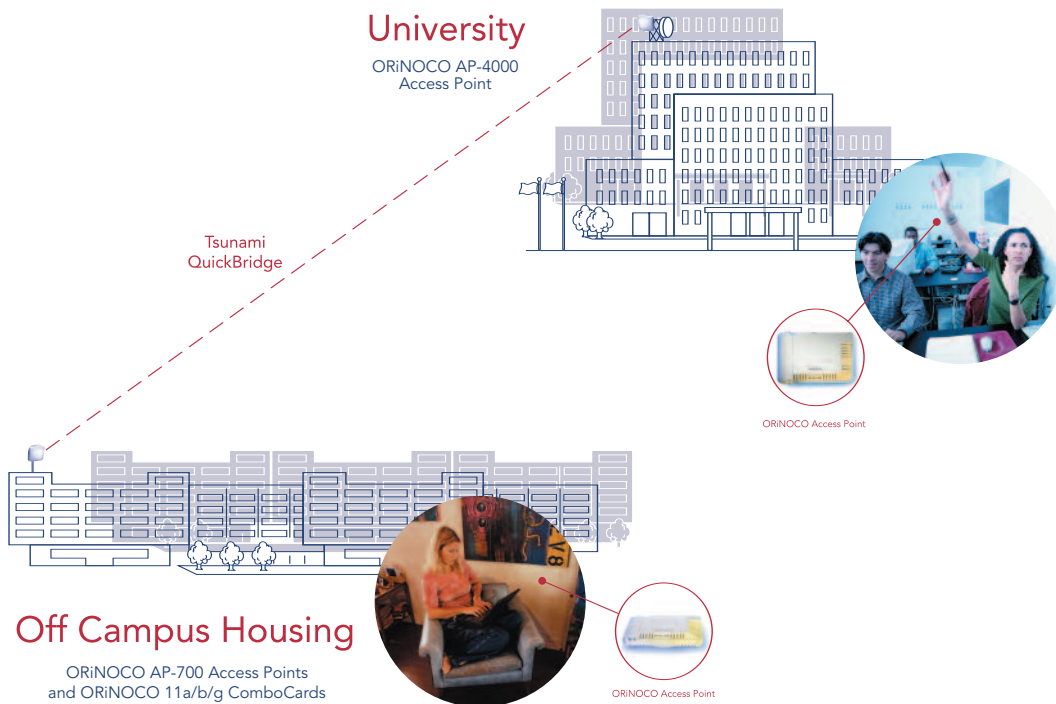 University
ORiNOCO AP-4000
Access Point
Tsunami
QuickBridge
ORiNOCO Access Point
V8
Off Campus Housing
ORiNOCO AP-700 Access Points
and ORiNOCO 11a/b/g ComboCards
ORiNOCO Access Point